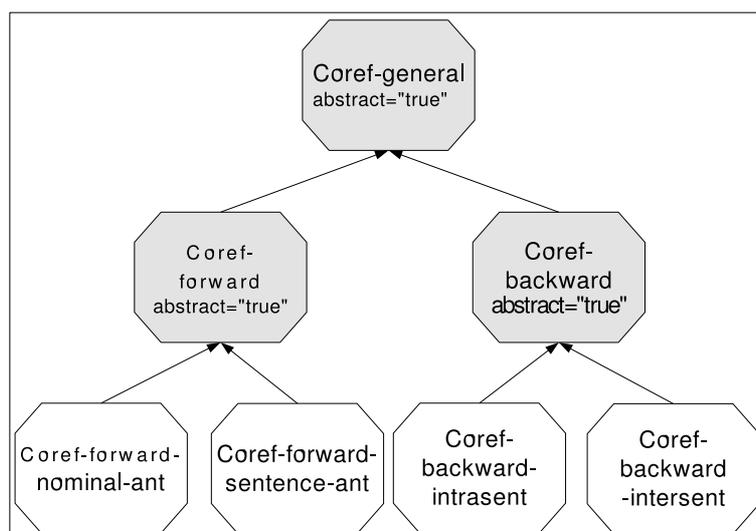 Coref-general
abstract="true"
Coref-
forward
abstract="true"
Coref-
backward
abstract="true"
Coref-forward-
nominal-ant
Coref-forward-
sentence-ant
Coref-
backward-
intrasent
Coref-
backward
-intersent